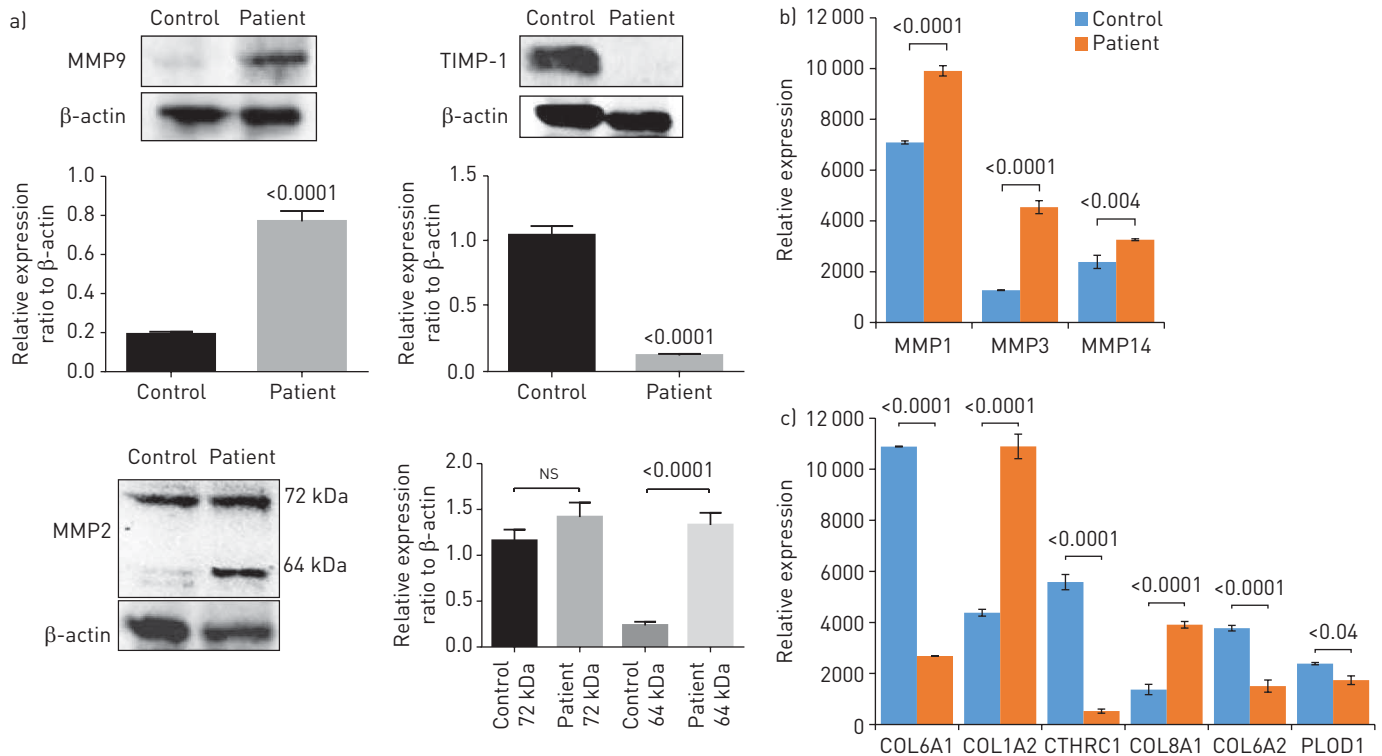 a)
Control Patient
MMP9
β-actin
Control Patient
TIMP-1
β-actin
Relative expression
ratio to β-actin
1.0
0.8
0.6
0.4
0.2
0.0
<0.0001
Control Patient
Relative expression
ratio to β-actin
1.5
1.0
0.5
0.0
<0.0001
Control Patient
Control Patient
MMP2
72 kDa
64 kDa
β-actin
Relative expression
ratio to β-actin
2.0
1.5
1.0
0.5
0.0
NS
<0.0001
Control
72 kDa
Patient
72 kDa
Control
64 kDa
Patient
64 kDa
b)
Relative expression
12 000
10 000
8000
6000
4000
2000
0
Control
Patient
<0.0001
<0.0001
<0.004
MMP1 MMP3 MMP14
c)
Relative expression
12 000
10 000
8000
6000
4000
2000
0
<0.0001
<0.0001
<0.0001
<0.0001
<0.0001
<0.04
COL6A1 COL1A2 CTHRC1 COL8A1 COL6A2 PLOD1